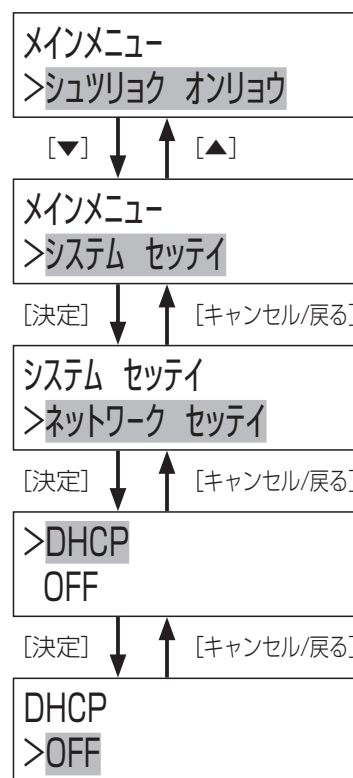 メインメニュー
>シュツリョク オンリョウ
[▼] [▲]
メインメニュー
>システム セッテイ
[決定] [キャンセル/戻る]
システム セッテイ
>ネットワーク セッテイ
[決定] [キャンセル/戻る]
>DHCP
OFF
[決定] [キャンセル/戻る]
DHCP
>OFF